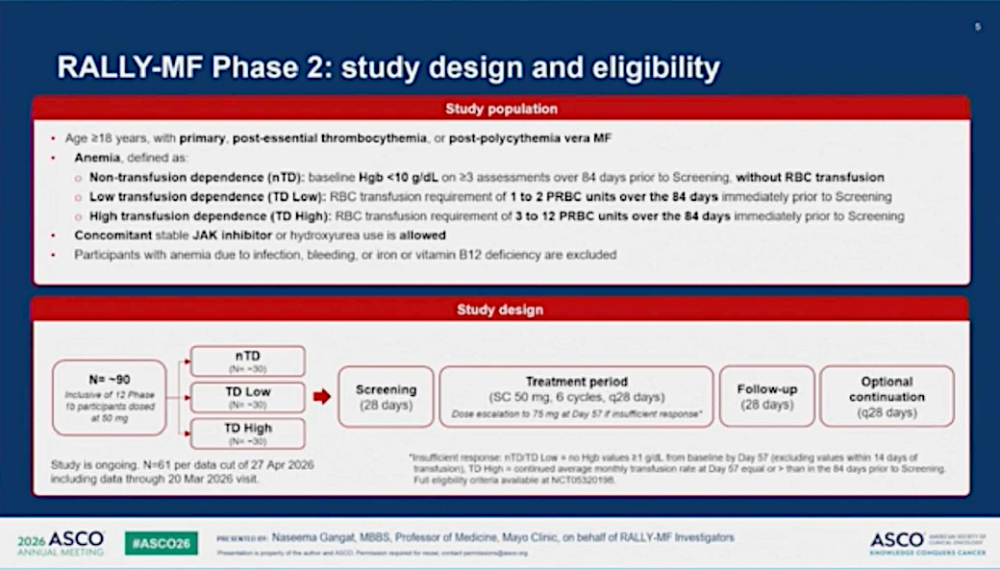 5
RALLY-MF Phase 2: study design and eligibility
Study population
• Age ≥18 years, with primary, post-essential thrombocythemia, or post-polycythemia vera MF
• Anemia, defined as:
o Non-transfusion dependence (nTD): baseline Hgb <10 g/dL on ≥3 assessments over 84 days prior to Screening, without RBC transfusion
o Low transfusion dependence (TD Low): RBC transfusion requirement of 1 to 2 PRBC units over the 84 days immediately prior to Screening
o High transfusion dependence (TD High): RBC transfusion requirement of 3 to 12 PRBC units over the 84 days immediately prior to Screening
• Concomitant stable JAK inhibitor or hydroxyurea use is allowed
• Participants with anemia due to infection, bleeding, or iron or vitamin B12 deficiency are excluded
Study design
N= ~90
Inclusive of 12 Phase
1b participants dosed
at 50 mg
nTD
(N= ~30)
TD Low
(N= ~30)
TD High
(N= ~30)
Screening
(28 days)
Treatment period
(SC 50 mg, 6 cycles, q28 days)
Dose escalation to 75 mg at Day 57 if insufficient response*
Follow-up
(28 days)
Optional
continuation
(q28 days)
Study is ongoing. N=61 per data cut of 27 Apr 2026
including data through 20 Mar 2026 visit.
*Insufficient response: nTD/TD Low = no Hgb values ≥1 g/dL from baseline by Day 57 (excluding values within 14 days of
transfusion), TD High = continued average monthly transfusion rate at Day 57 equal or > than in the 84 days prior to Screening.
Full eligibility criteria available at NCT05320198.
2026 ASCO
ANNUAL MEETING
#ASCO26
PRESENTED BY: Naseema Gangat, MBBS, Professor of Medicine, Mayo Clinic, on behalf of RALLY-MF Investigators
Presentation is property of the author and ASCO. Permission required for reuse; contact permissions@asco.org
ASCO AMERICAN SOCIETY OF
CLINICAL ONCOLOGY
KNOWLEDGE CONQUERS CANCER